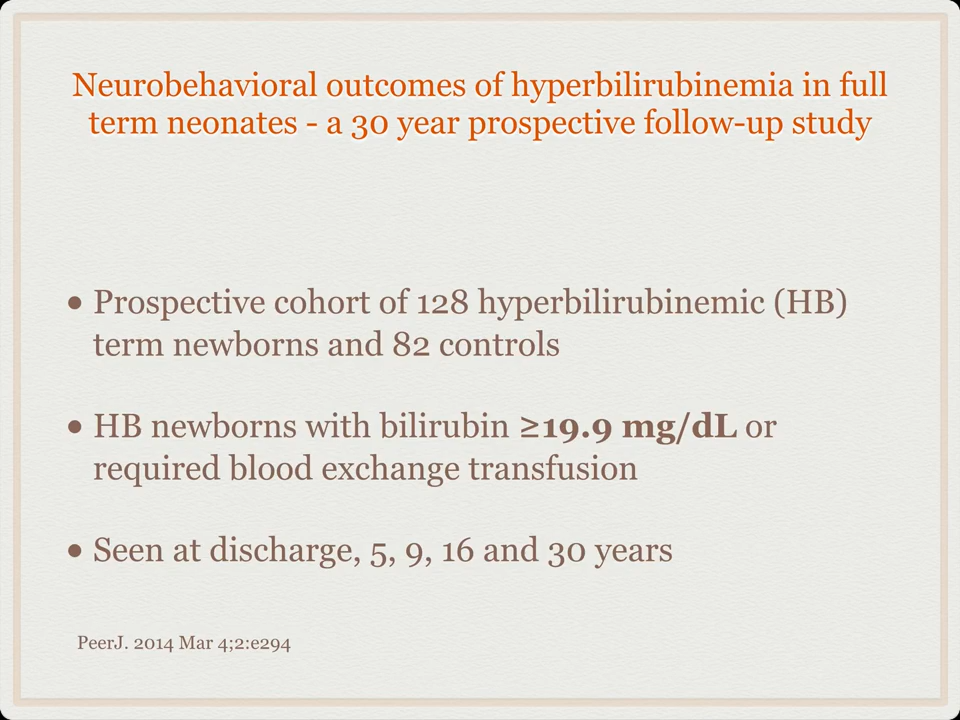 Neurobehavioral outcomes of hyperbilirubinemia in full
term neonates - a 30 year prospective follow-up study
• Prospective cohort of 128 hyperbilirubinemic (HB)
term newborns and 82 controls
• HB newborns with bilirubin ≥19.9 mg/dL or
required blood exchange transfusion
• Seen at discharge, 5, 9, 16 and 30 years
PeerJ. 2014 Mar 4;2:e294